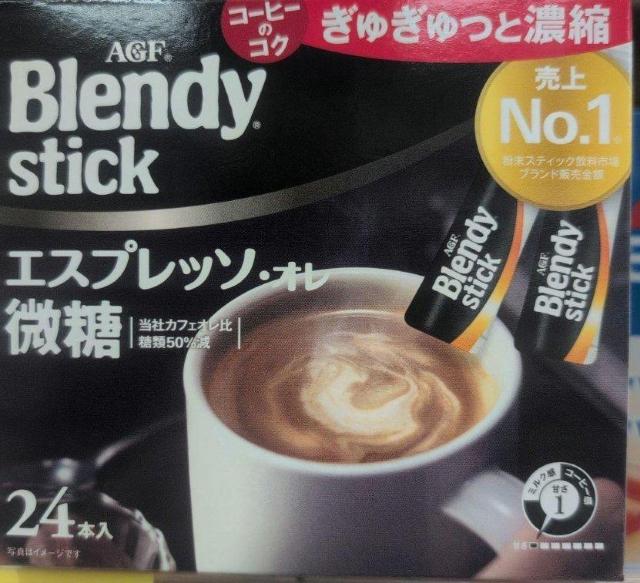 コーヒー
の
コク
ぎゅぎゅっと濃縮
AGF®
Blendy®
stick
売上
No.1※
粉末スティック飲料市場
ブランド販売金額
AGF
Blendy
stick
AGF
Blendy
stick
エスプレッソ・オレ
微糖
当社カフェオレ比
糖類50%減
24本入
写真はイメージです
ミルク感
コーヒー感
甘さ
1
甘さ